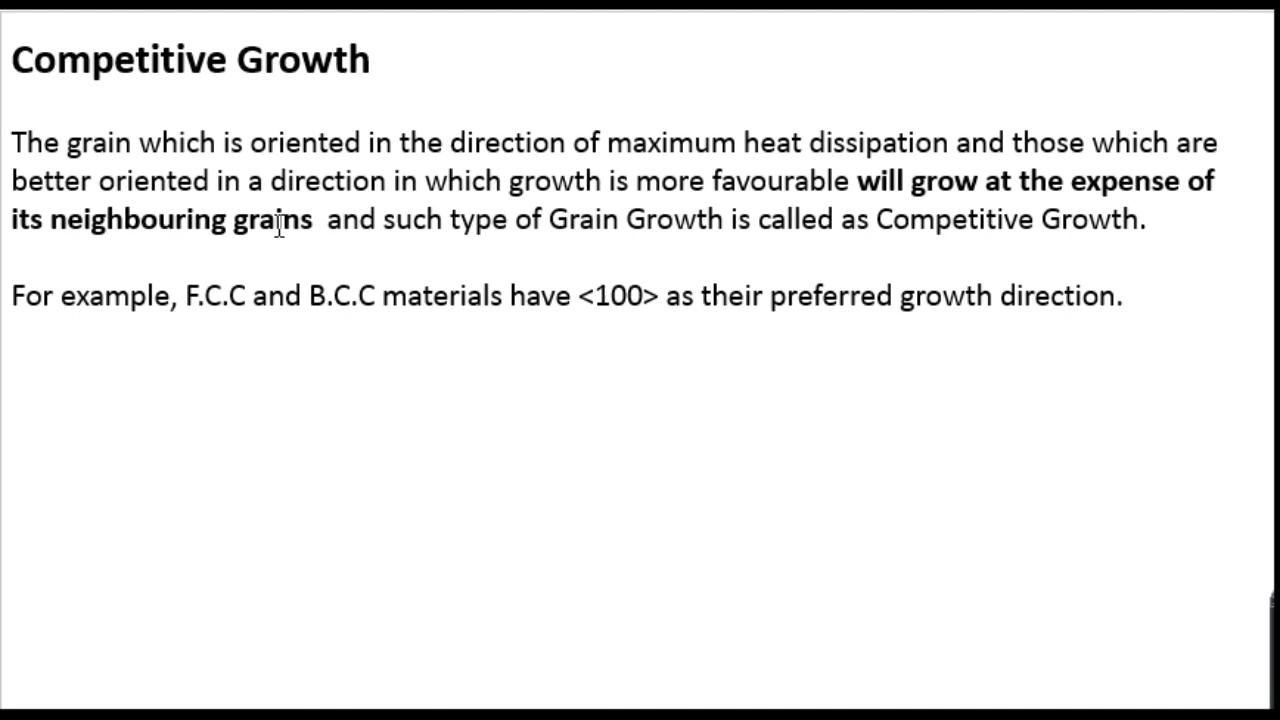 Competitive Growth
The grain which is oriented in the direction of maximum heat dissipation and those which are
better oriented in a direction in which growth is more favourable will grow at the expense of
its neighbouring grains and such type of Grain Growth is called as Competitive Growth.
For example, F.C.C and B.C.C materials have <100> as their preferred growth direction.